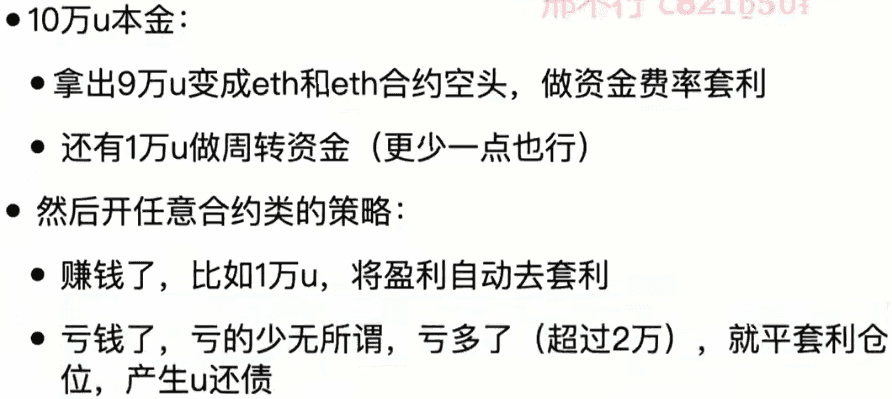 • 10万u本金：
• 拿出9万u变成eth和eth合约空头，做资金费率套利
• 还有1万u做周转资金（更少一点也行）
• 然后开任意合约类的策略：
• 赚钱了，比如1万u，将盈利自动去套利
• 亏钱了，亏的少无所谓，亏多了（超过2万），就平套利仓
位，产生u还债